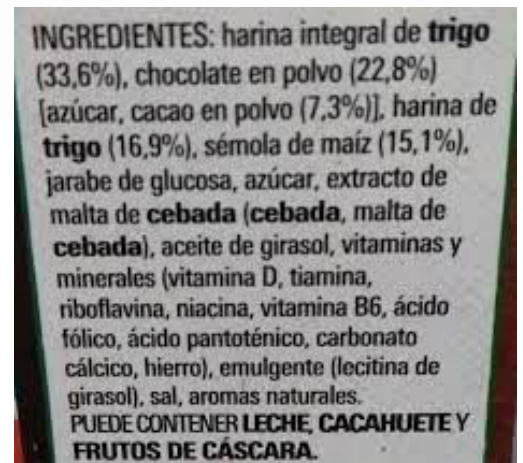 INGREDIENTES: harina integral de trigo
(33,6%), chocolate en polvo (22,8%)
[azúcar, cacao en polvo (7,3%)], harina de
trigo (16,9%), sémola de maíz (15,1%),
jarabe de glucosa, azúcar, extracto de
malta de cebada (cebada, malta de
cebada), aceite de girasol, vitaminas y
minerales (vitamina D, tiamina,
riboflavina, niacina, vitamina B6, ácido
fólico, ácido pantoténico, carbonato
cálcico, hierro), emulgente (lecitina de
girasol), sal, aromas naturales.
PUEDE CONTENER LECHE, CACAHUETE Y
FRUTOS DE CÁSCARA.